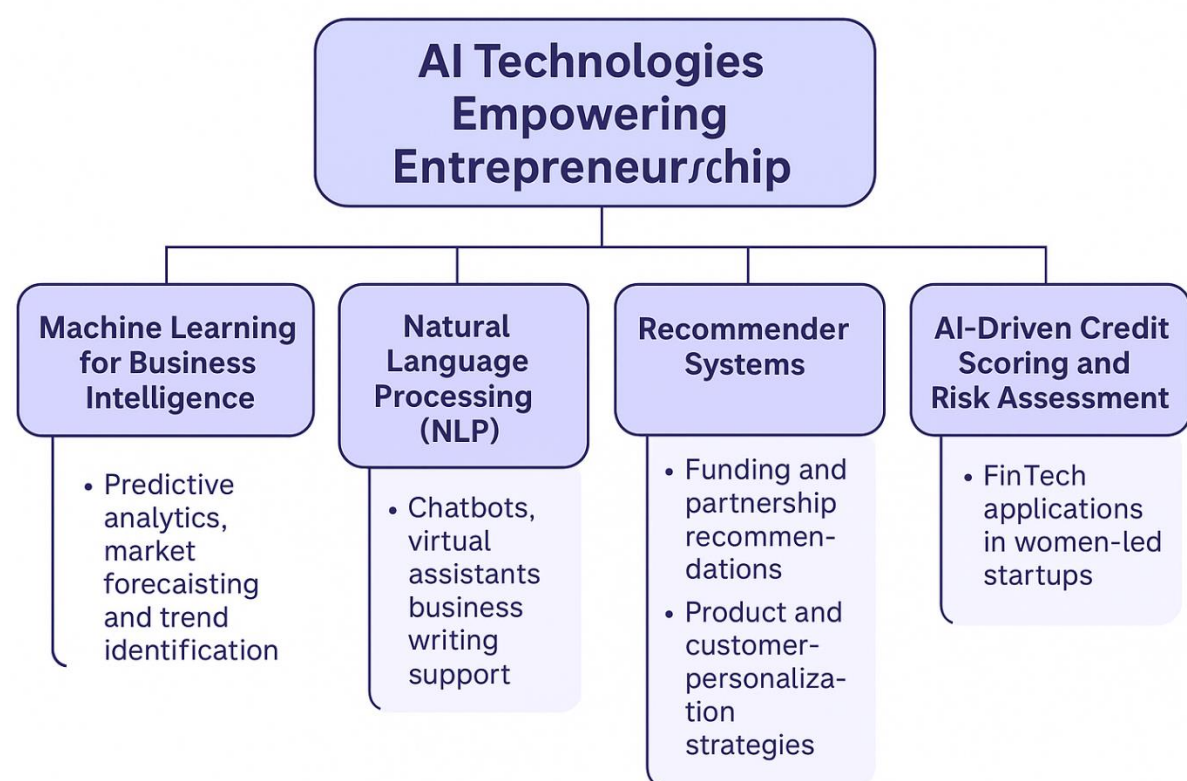 AI Technologies
Empowering
Entrepreneurſchip
Machine Learning
for Business
Intelligence
• Predictive
analytics,
market
forecaisting
and trend
identification
Natural
Language
Processing
(NLP)
• Chatbots,
virtual
assistants
business
writing
support
Recommender
Systems
• Funding and
partnership
recommen-
dations
• Product and
customer-
personaliza-
tion
strategies
AI-Driven Credit
Scoring and
Risk Assessment
• FinTech
applications
in women-led
startups